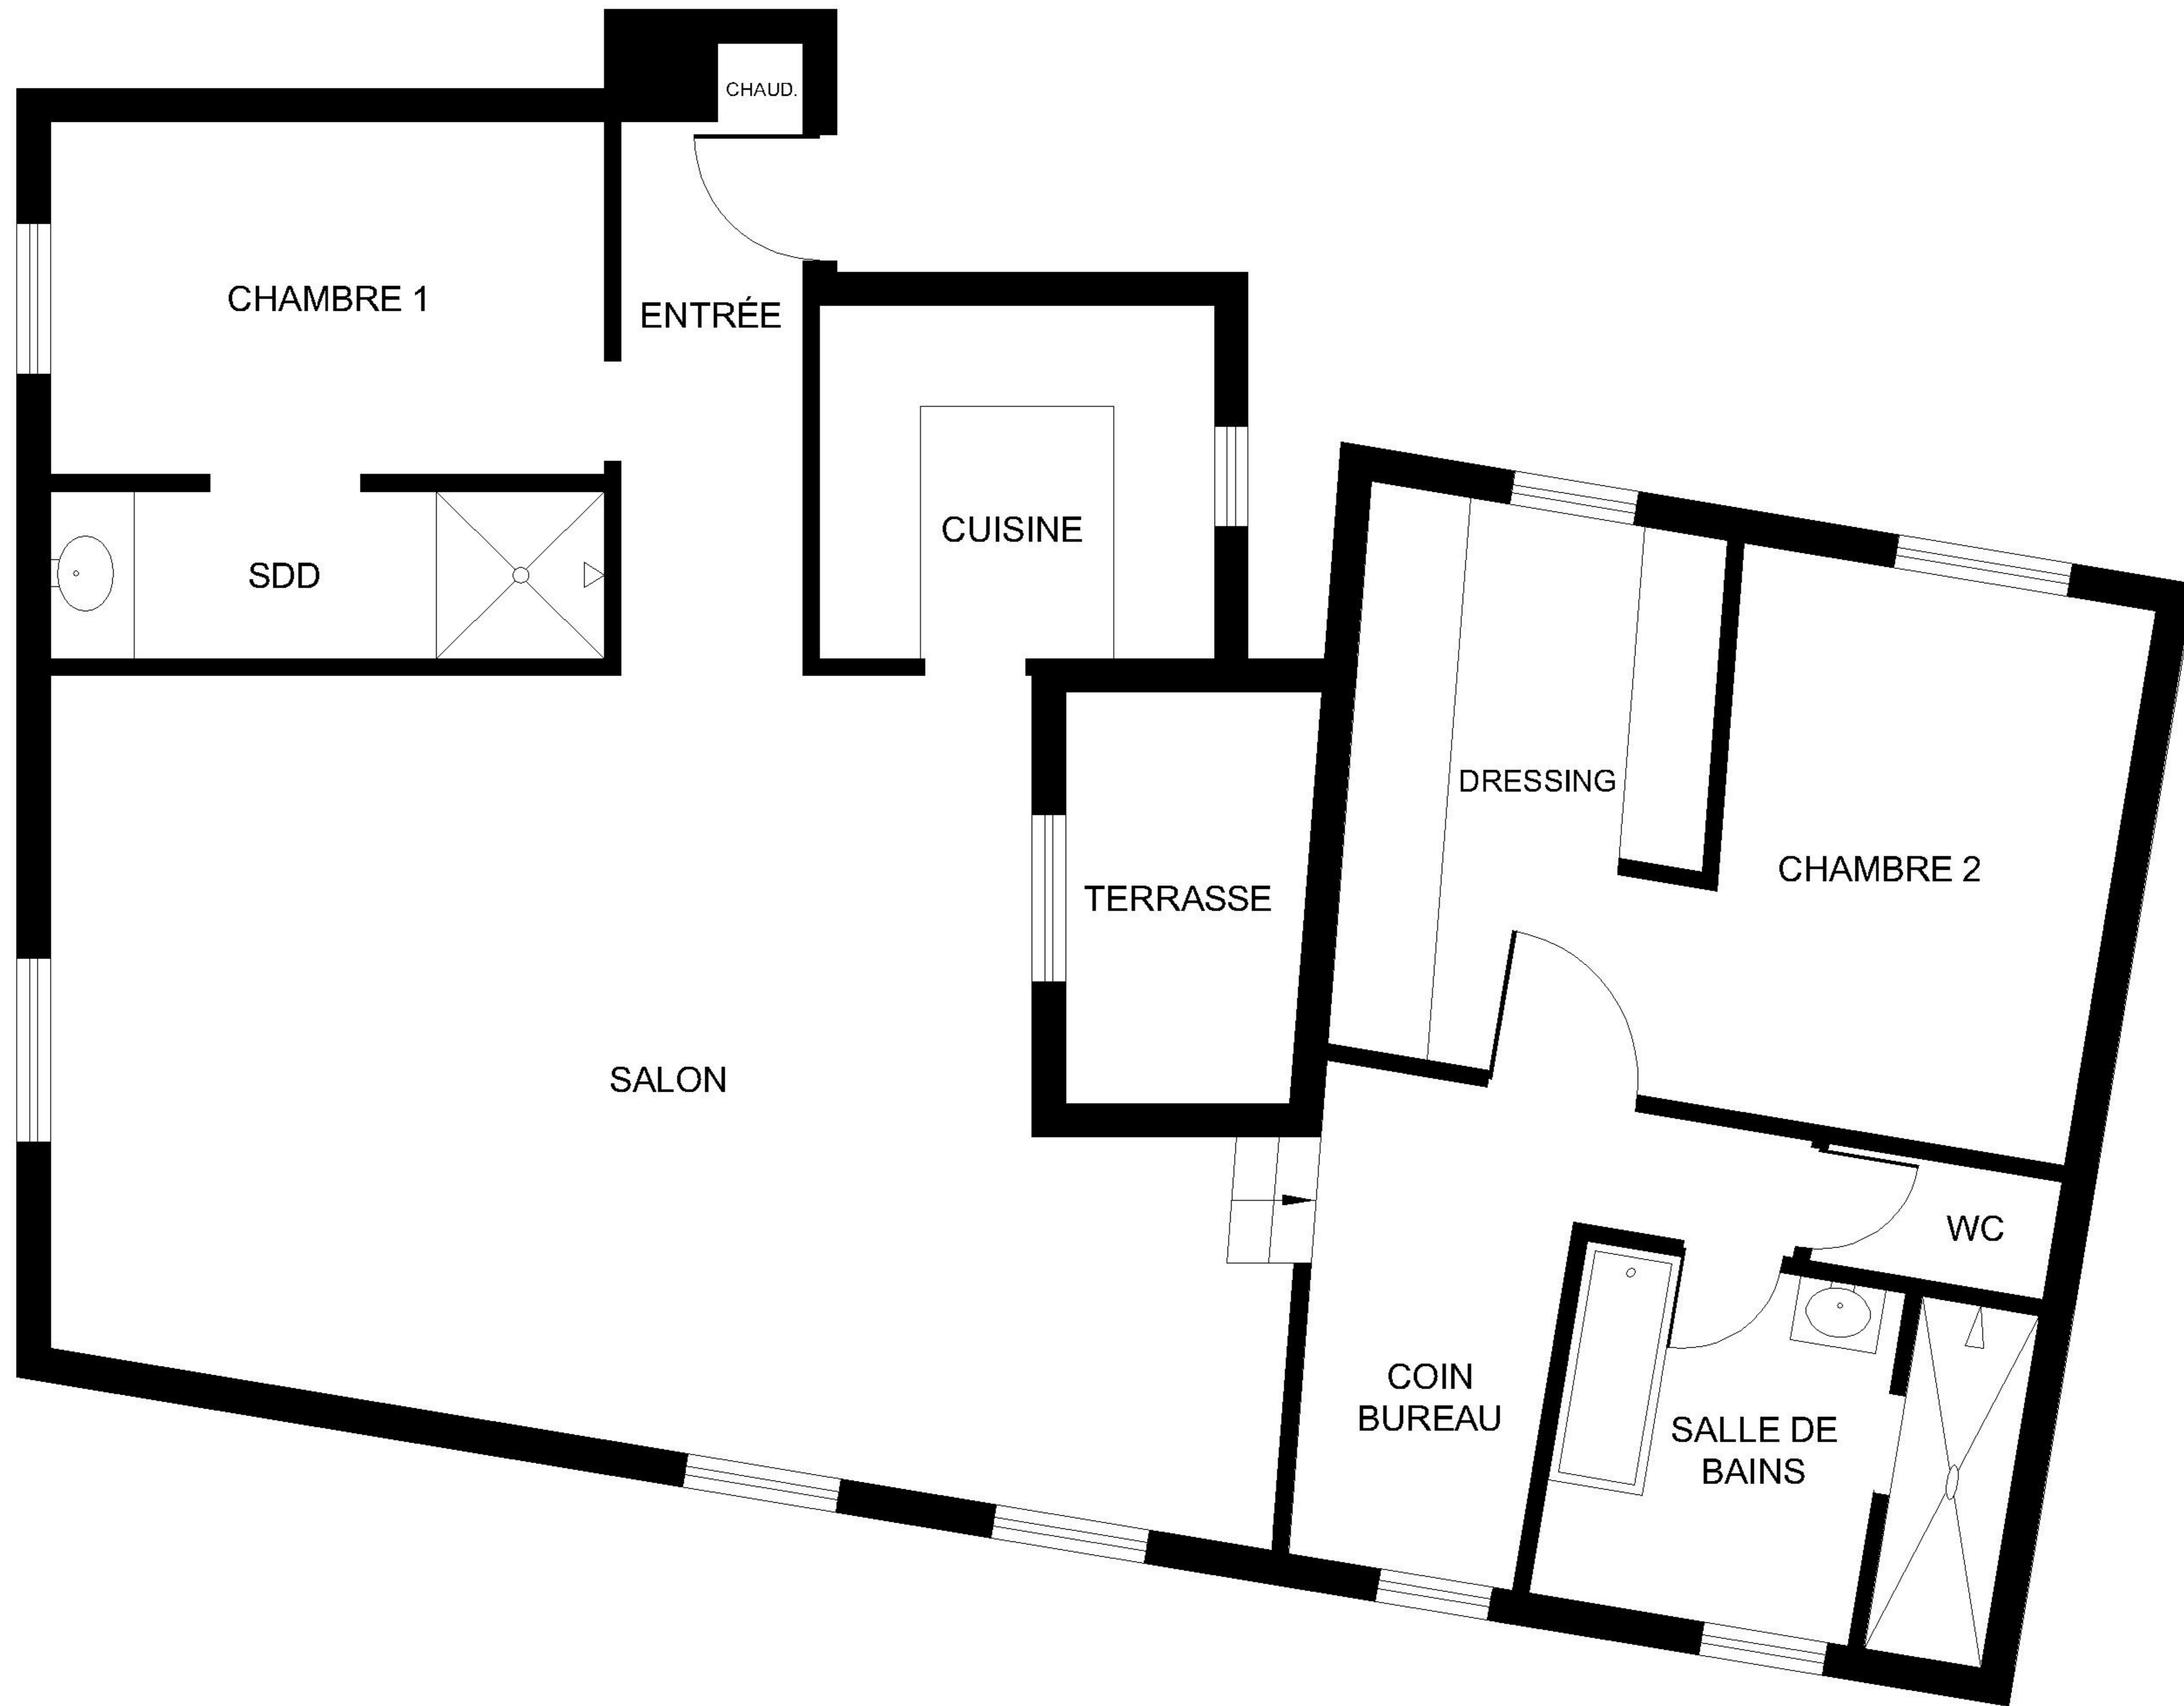 CHAUD.
CHAMBRE 1
ENTRÉE
CUISINE
SDD
DRESSING
CHAMBRE 2
TERRASSE
SALON
WC
COIN
BUREAU
SALLE DE
BAINS